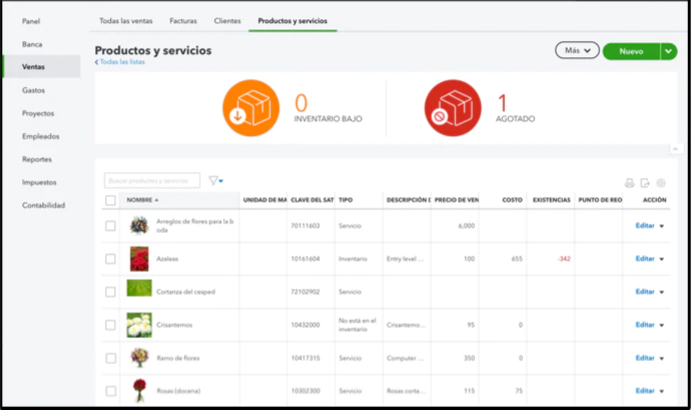 Panel
Banca
Ventas
Gastos
Proyectos
Empleados
Reportes
Impuestos
Contabilidad
Todas las ventas Facturas Clientes Productos y servicios
Productos y servicios
Todas las listas
Más
Nuevo
0
INVENTARIO BAJO
1
AGOTADO
Buscar productos y servicios
NOMBRE UNIDAD DE MA CLAVE DEL SAT TIPO DESCRIPCIÓN D PRECIO DE VEN COSTO EXISTENCIAS PUNTO DE REO ACCIÓN
Arreglos de flores para la b
oda
70111603 Servicio 6,000 Editar
Azaleas 10161604 Inventario Entry level ... 100 655 -342 Editar
Cortanza del cesped 72102902 Servicio Editar
Crisantemos 10432000 No está en el
inventario
Crisantemo... 95 0 Editar
Ramo de flores 10417315 Servicio Computer ... 350 0 Editar
Rosas (docena) 10302300 Servicio Rosas corta... 115 75 Editar